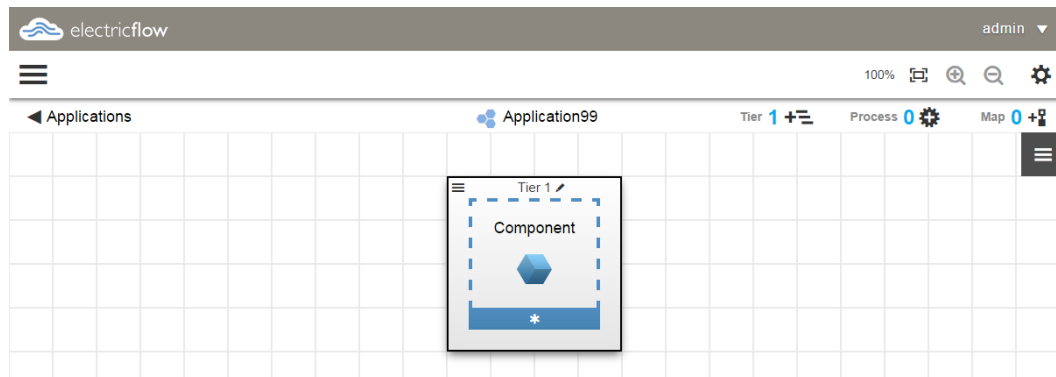 electricflow
admin
100%
Applications
Application99
Tier 1
Process 0
Map 0
Tier 1
Component